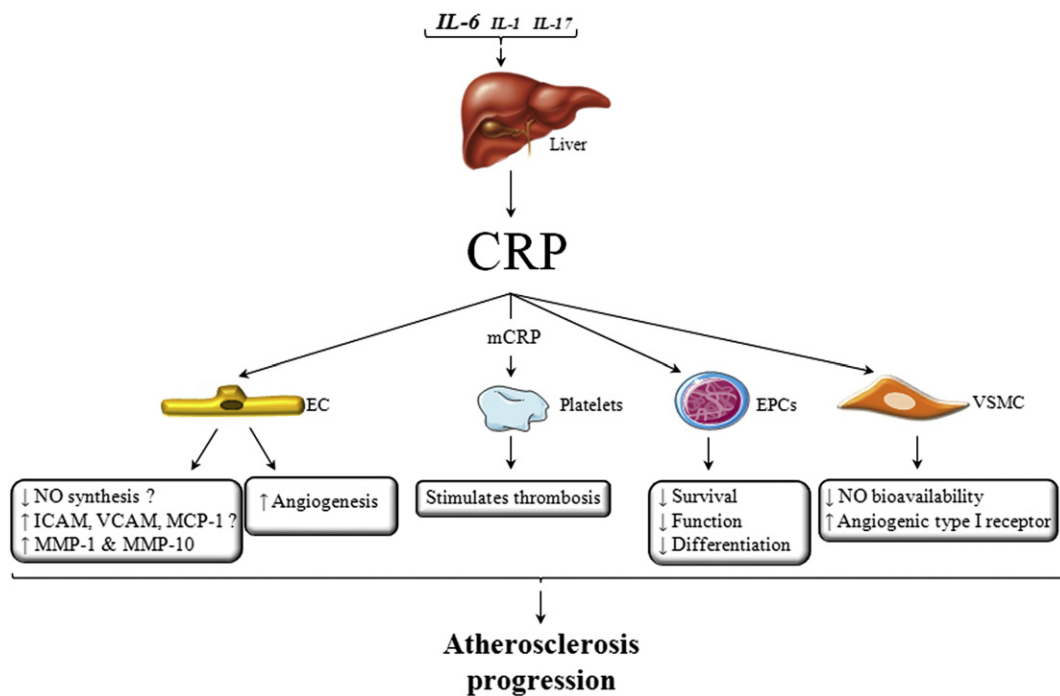 IL-6 IL-1 IL-17
Liver
CRP
mCRP
EC
Platelets
EPCs
VSMC
↓ NO synthesis ?
↑ ICAM, VCAM, MCP-1 ?
↑ MMP-1 & MMP-10
↑ Angiogenesis
Stimulates thrombosis
↓ Survival
↓ Function
↓ Differentiation
↓ NO bioavailability
↑ Angiogenic type I receptor
Atherosclerosis
progression